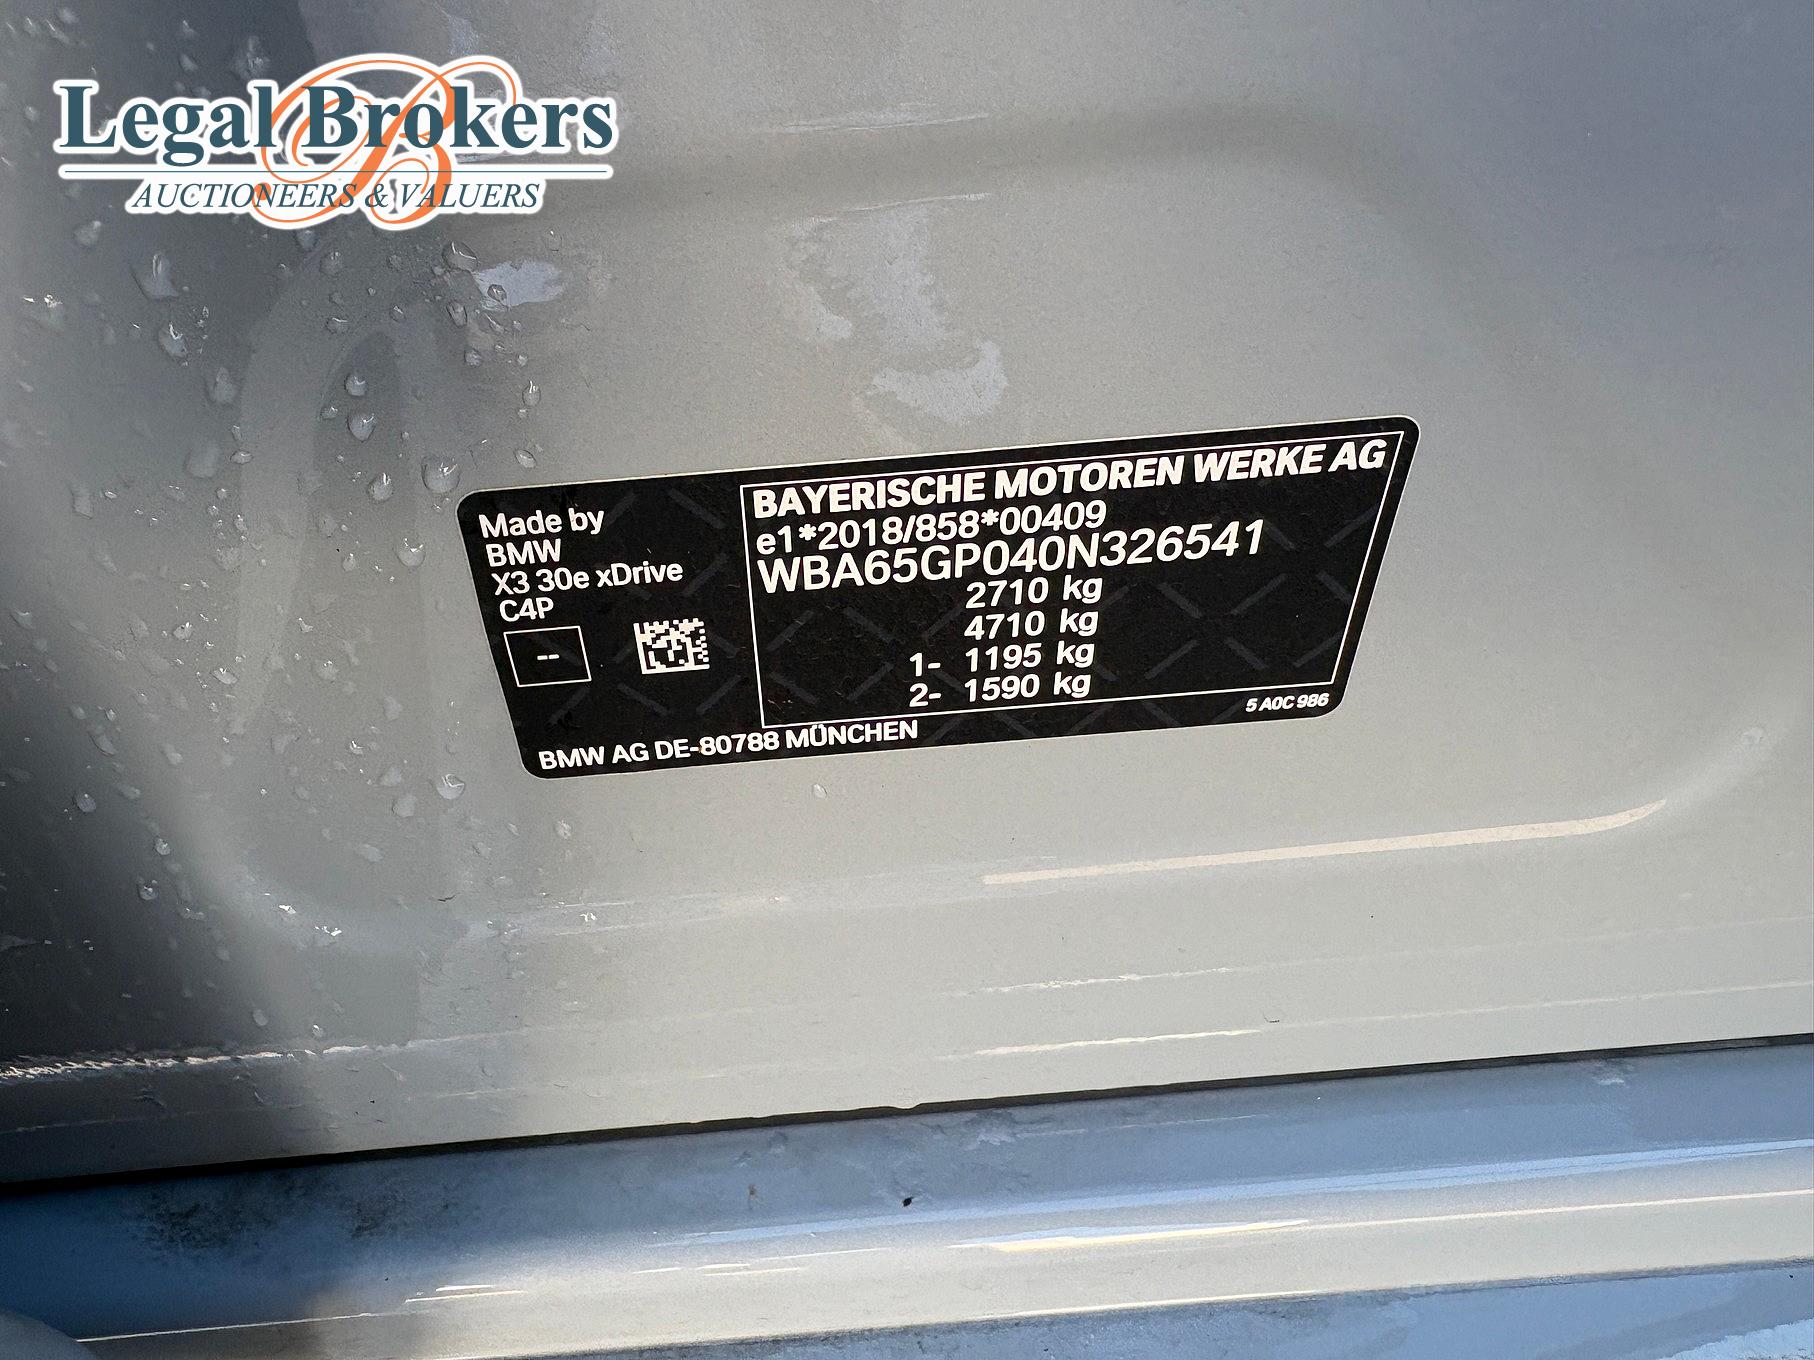 Legal Brokers
AUCTIONEERS & VALUERS
Made by
BMW
X3 30e xDrive
C4P
--
BAYERISCHE MOTOREN WERKE AG
e1*2018/858*00409
WBA65GP040N326541
2710 kg
4710 kg
1- 1195 kg
2- 1590 kg
5 A0C 986
BMW AG DE-80788 MÜNCHEN